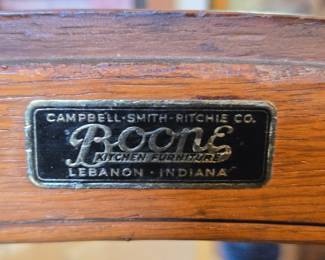 CAMPBELL·SMITH·RITCHIE CO.
Boone
KITCHEN FURNITURE
LEBANON · INDIANA